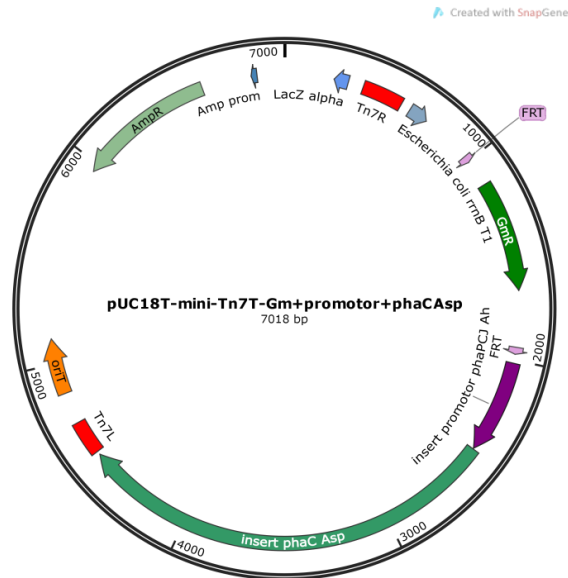 Created with SnapGene
7000
LacZ alpha
Tn7R
Escherichia coli rrnB T1
1000
FRT
GmR
2000
FRT
insert promotor phaPCJ Ah
3000
insert phaC Asp
4000
Tn7L
5000
oriT
6000
AmpR
Amp prom
pUC18T-mini-Tn7T-Gm+promotor+phaCAsp
7018 bp